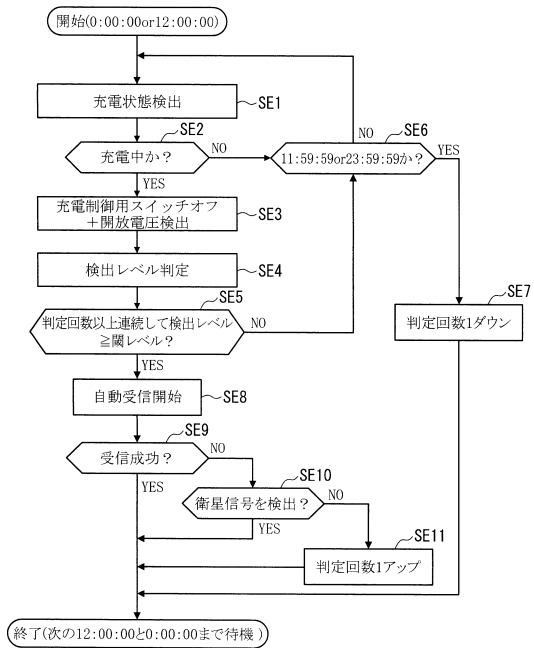 開始(0:00:00or12:00:00)
充電状態検出
SE1
SE2
充電中か？
NO
YES
SE6
11:59:59or23:59:59か？
NO
YES
充電制御用スイッチオフ
＋開放電圧検出
SE3
検出レベル判定
SE4
SE5
判定回数以上連続して検出レベル
≧閾レベル？
NO
YES
SE7
判定回数1ダウン
自動受信開始
SE8
SE9
受信成功？
NO
YES
SE10
衛星信号を検出？
NO
YES
SE11
判定回数1アップ
終了(次の12:00:00と0:00:00まで待機)